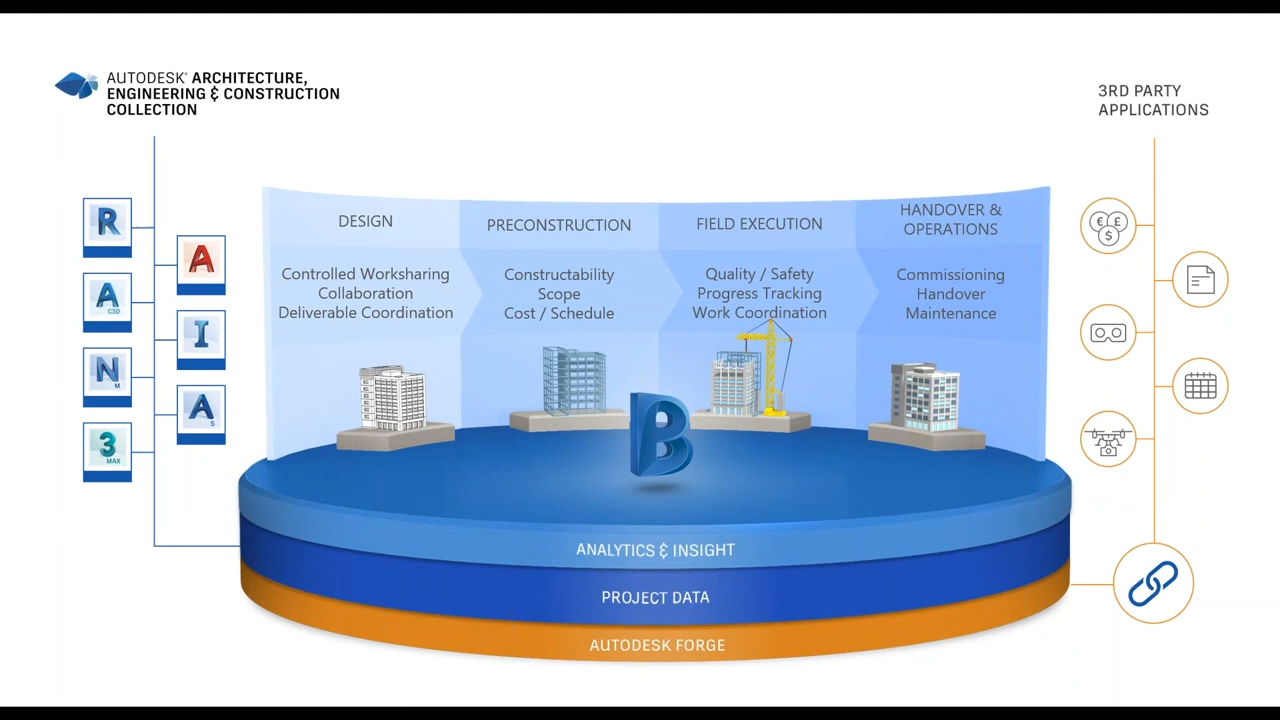 AUTODESK® ARCHITECTURE,
ENGINEERING & CONSTRUCTION
COLLECTION
3RD PARTY
APPLICATIONS
R
A
A
C3D
I
N
M
A
S
3
MAX
DESIGN
Controlled Worksharing
Collaboration
Deliverable Coordination
PRECONSTRUCTION
Constructability
Scope
Cost / Schedule
FIELD EXECUTION
Quality / Safety
Progress Tracking
Work Coordination
HANDOVER &
OPERATIONS
Commissioning
Handover
Maintenance
€ £
$
B
ANALYTICS & INSIGHT
PROJECT DATA
AUTODESK FORGE